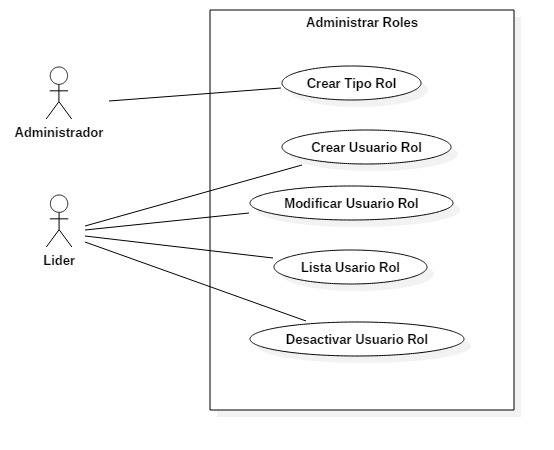 Administrar Roles
Crear Tipo Rol
Administrador
Crear Usuario Rol
Modificar Usuario Rol
Lider
Lista Usario Rol
Desactivar Usuario Rol